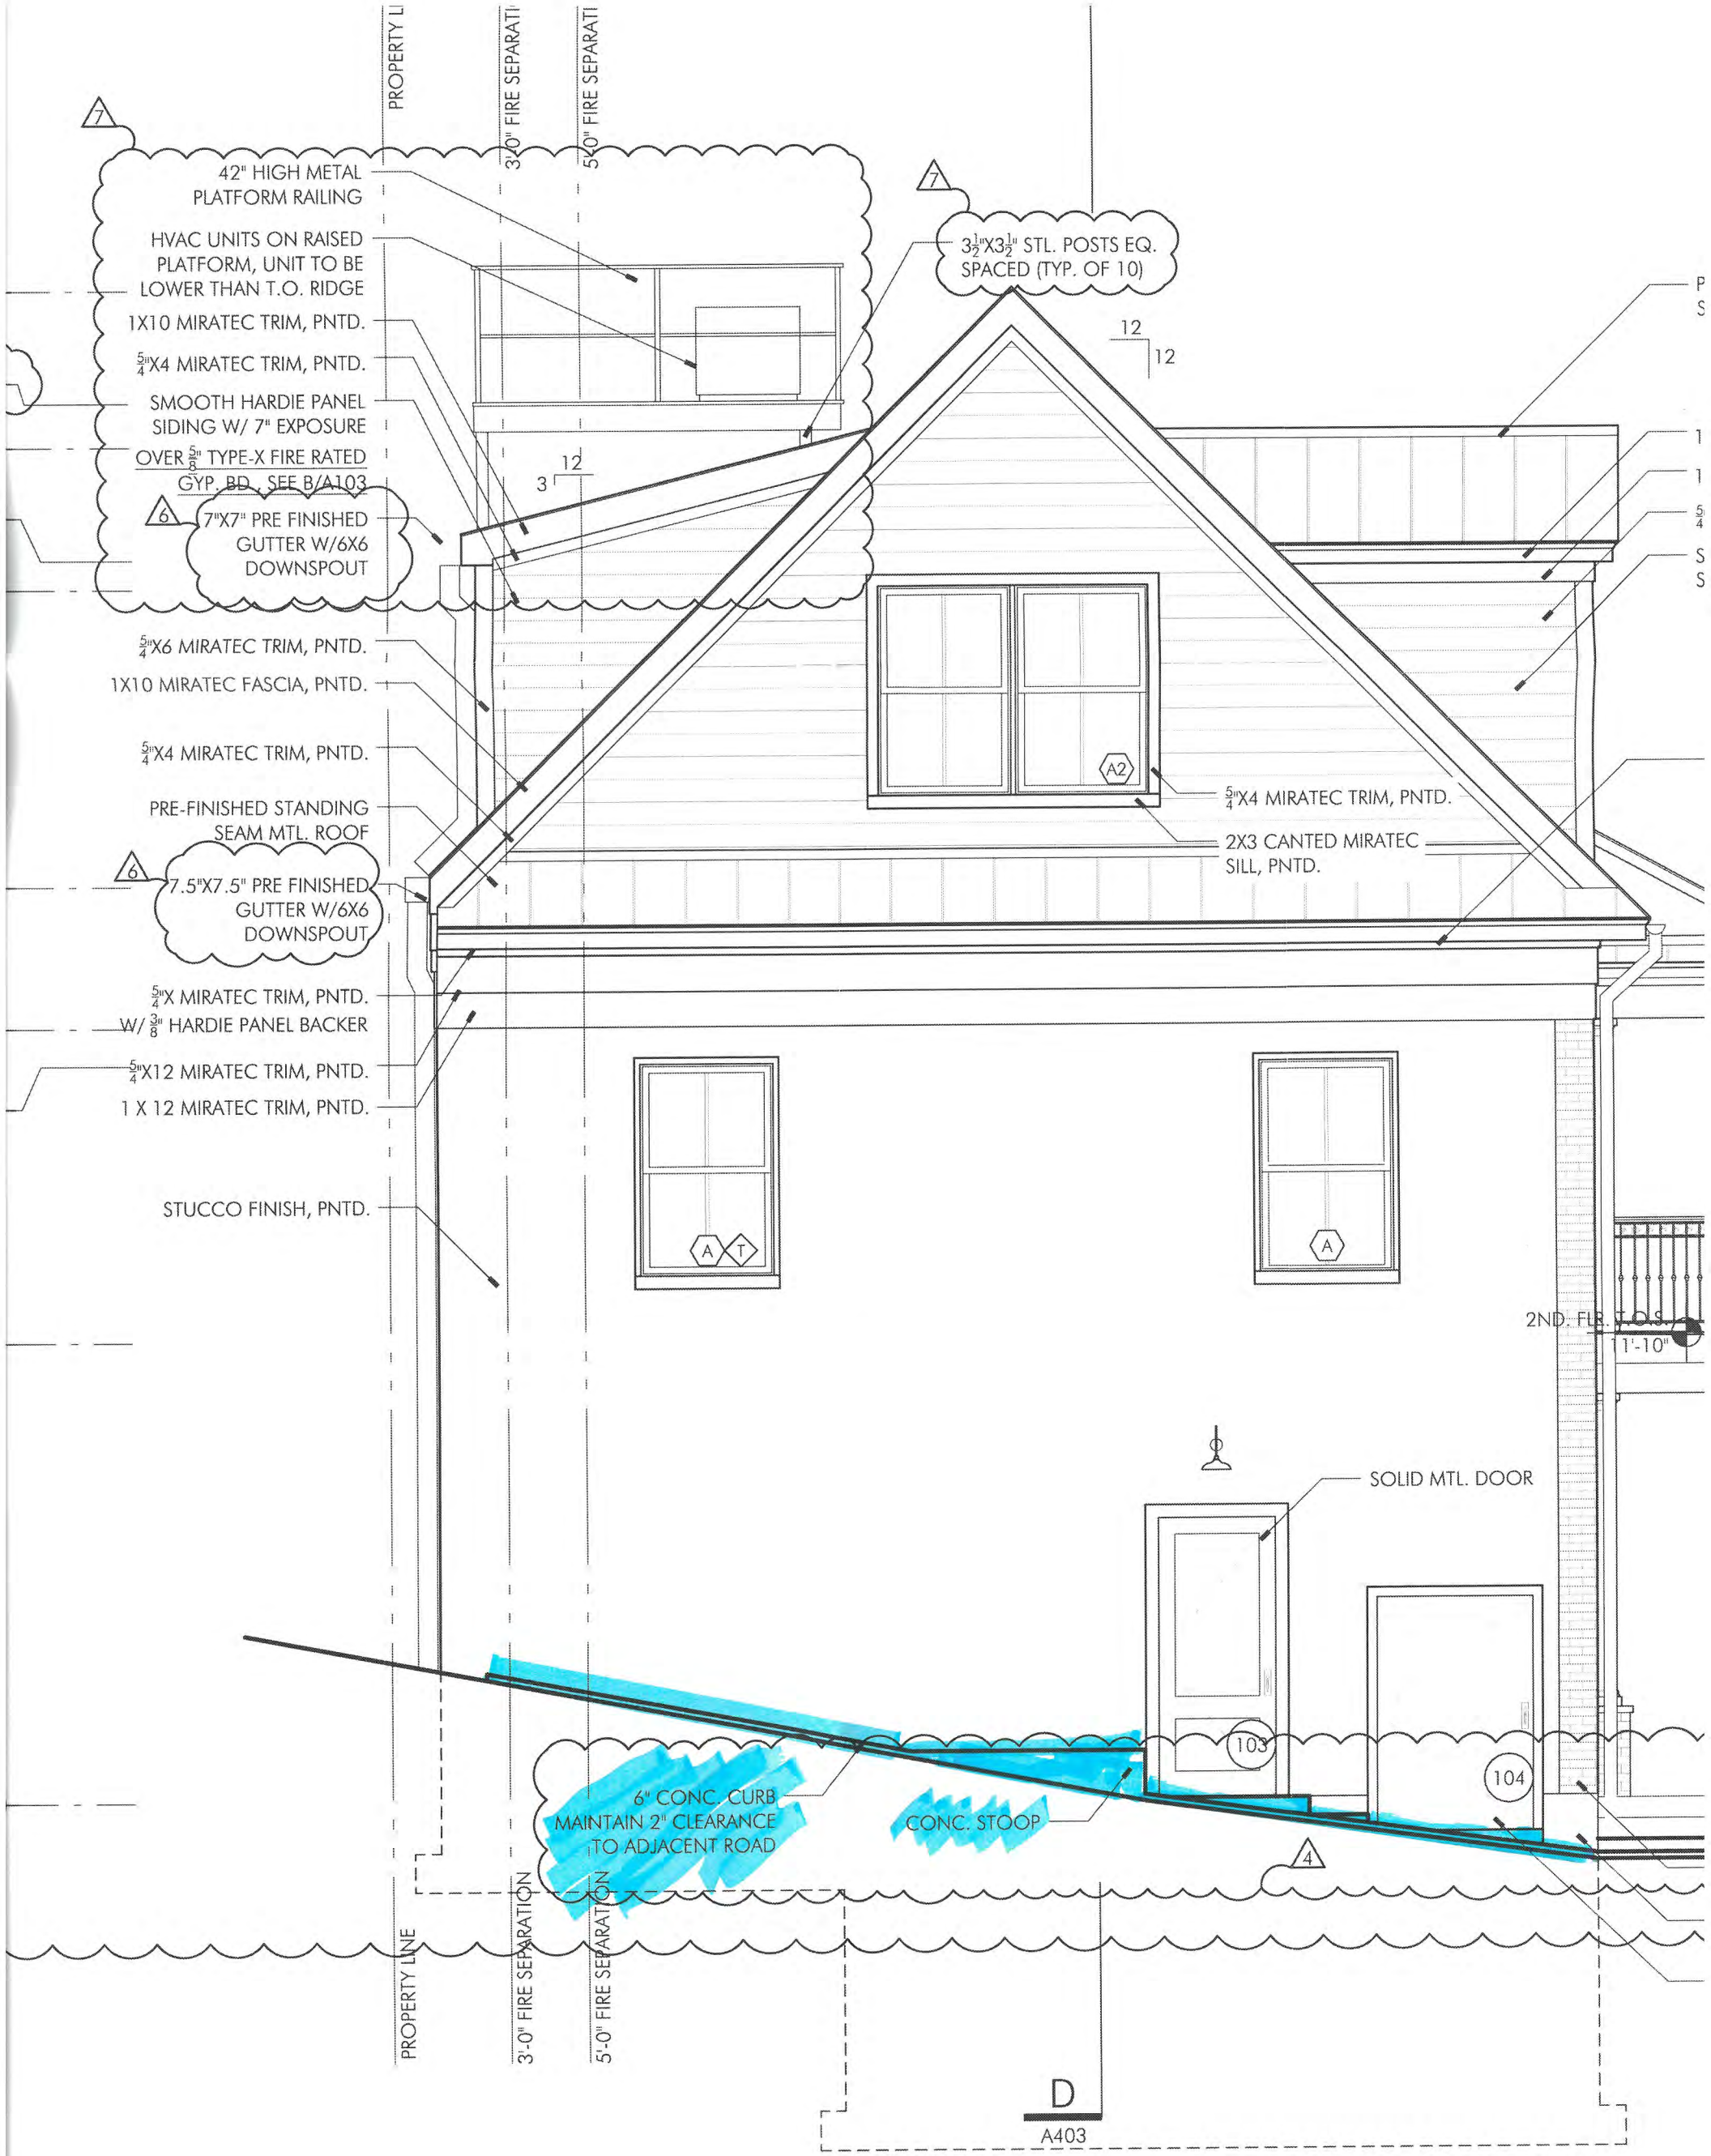 PROPERTY LI
3'-0" FIRE SEPARATI
5'-0" FIRE SEPARATI
7
42" HIGH METAL
PLATFORM RAILING
HVAC UNITS ON RAISED
PLATFORM, UNIT TO BE
LOWER THAN T.O. RIDGE
1X10 MIRATEC TRIM, PNTD.
5/4"X4 MIRATEC TRIM, PNTD.
SMOOTH HARDIE PANEL
SIDING W/ 7" EXPOSURE
OVER 5/8" TYPE-X FIRE RATED
GYP. BD., SEE B/A103
6
7"X7" PRE FINISHED
GUTTER W/6X6
DOWNSPOUT
12
3
7
3 1/2"X3 1/2" STL. POSTS EQ.
SPACED (TYP. OF 10)
12
12
P
S
1
1
5/4
S
S
5/4"X6 MIRATEC TRIM, PNTD.
1X10 MIRATEC FASCIA, PNTD.
5/4"X4 MIRATEC TRIM, PNTD.
PRE-FINISHED STANDING
SEAM MTL. ROOF
6
7.5"X7.5" PRE FINISHED
GUTTER W/6X6
DOWNSPOUT
A2
5/4"X4 MIRATEC TRIM, PNTD.
2X3 CANTED MIRATEC
SILL, PNTD.
5/4"X MIRATEC TRIM, PNTD.
W/ 3/8" HARDIE PANEL BACKER
5/4"X12 MIRATEC TRIM, PNTD.
1 X 12 MIRATEC TRIM, PNTD.
STUCCO FINISH, PNTD.
A T
A
2ND. FLR. T.O.S.
11'-10"
SOLID MTL. DOOR
103
104
6" CONC. CURB
MAINTAIN 2" CLEARANCE
TO ADJACENT ROAD
CONC. STOOP
4
PROPERTY LINE
3'-0" FIRE SEPARATION
5'-0" FIRE SEPARATION
D
A403